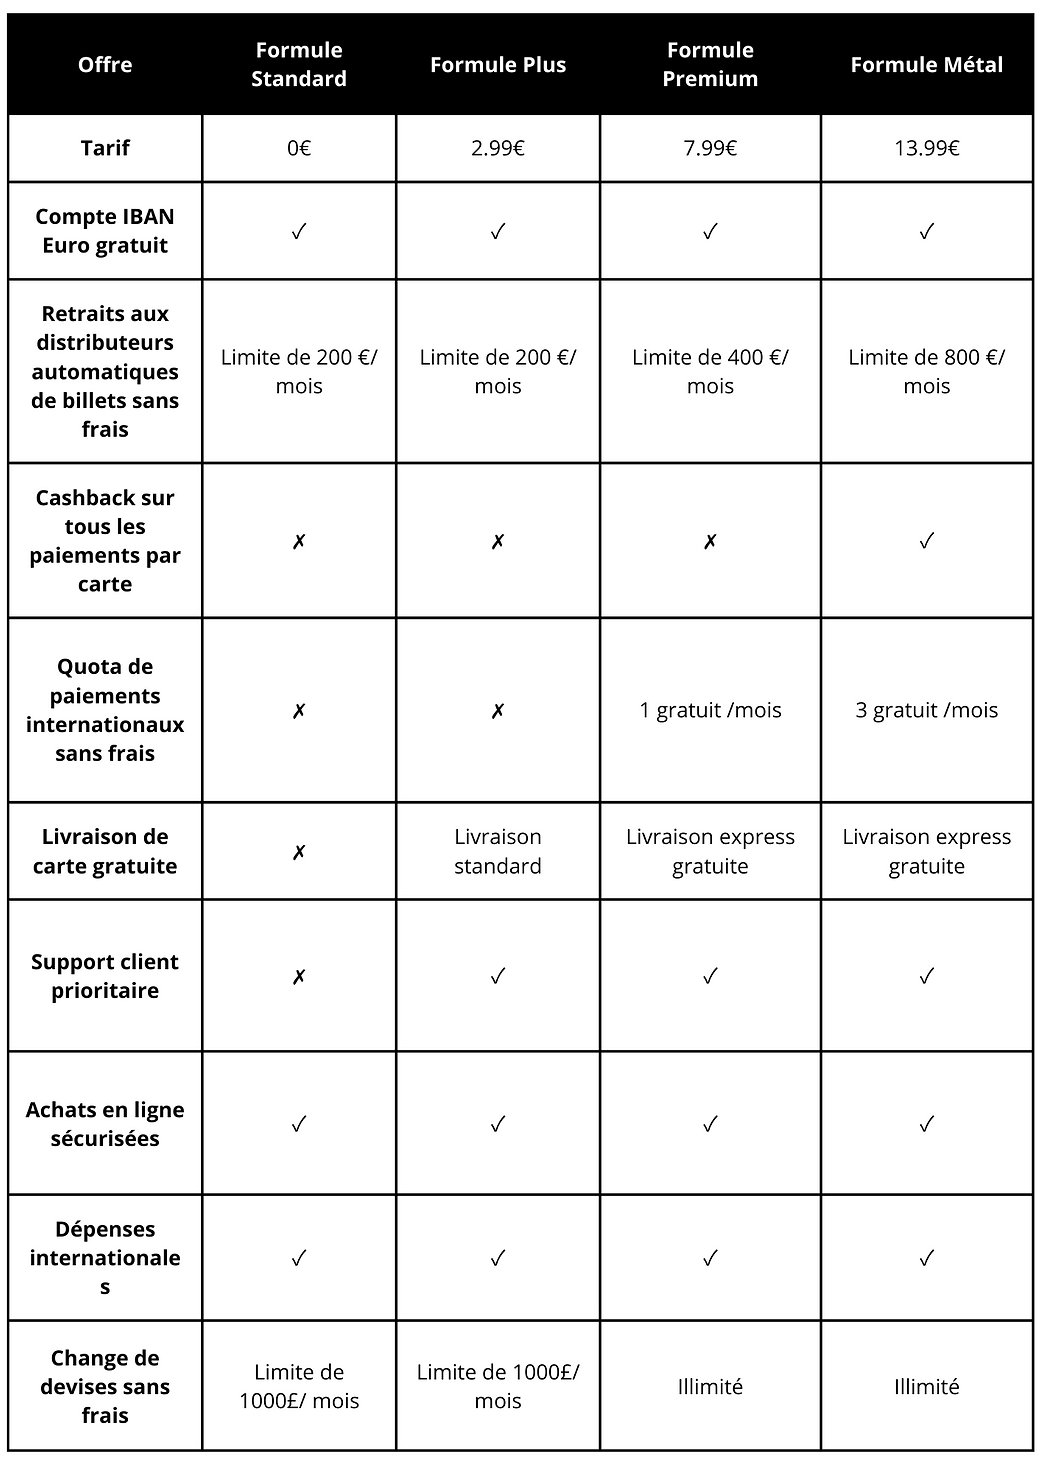 Offre
Formule
Standard
Formule Plus
Formule
Premium
Formule Métal
Tarif
0€
2.99€
7.99€
13.99€
Compte IBAN
Euro gratuit
✓
✓
✓
✓
Retraits aux
distributeurs
automatiques
de billets sans
frais
Limite de 200 €/
mois
Limite de 200 €/
mois
Limite de 400 €/
mois
Limite de 800 €/
mois
Cashback sur
tous les
paiements par
carte
✗
✗
✗
✓
Quota de
paiements
internationaux
sans frais
✗
✗
1 gratuit /mois
3 gratuit /mois
Livraison de
carte gratuite
✗
Livraison
standard
Livraison express
gratuite
Livraison express
gratuite
Support client
prioritaire
✗
✓
✓
✓
Achats en ligne
sécurisées
✓
✓
✓
✓
Dépenses
internationale
s
✓
✓
✓
✓
Change de
devises sans
frais
Limite de
1000£/ mois
Limite de 1000£/
mois
Illimité
Illimité